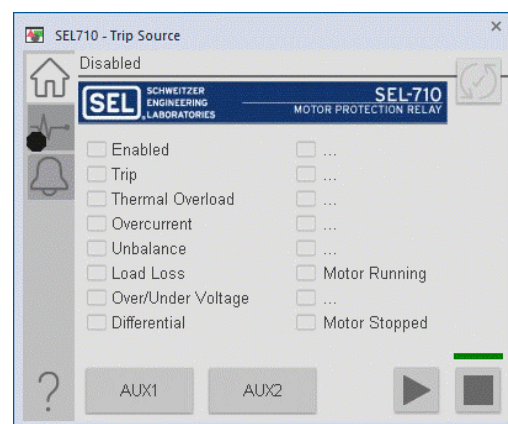 SEL710 - Trip Source
Disabled
SEL SCHWEITZER ENGINEERING LABORATORIES
SEL-710
MOTOR PROTECTION RELAY
Enabled
Trip
Thermal Overload
Overcurrent
Unbalance
Load Loss
Over/Under Voltage
Differential
...
...
...
...
...
Motor Running
...
Motor Stopped
?
AUX1
AUX2